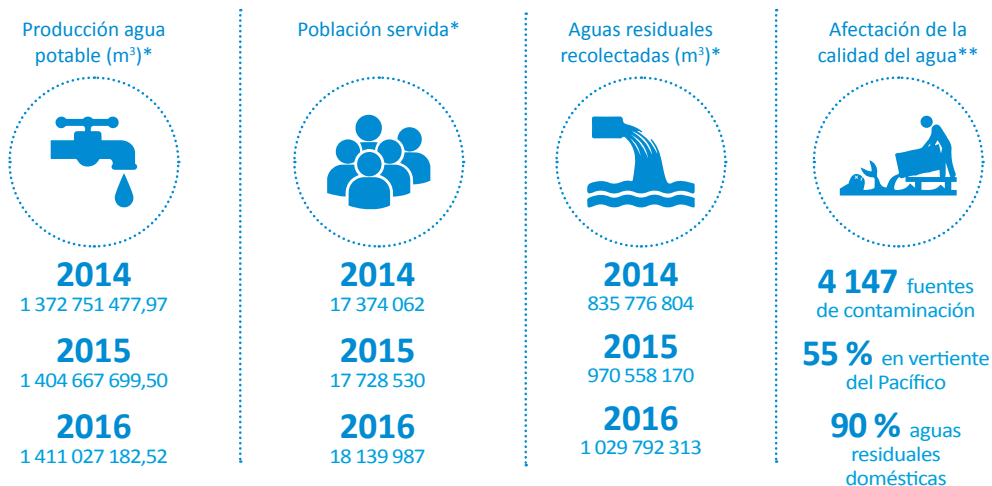 Producción agua
potable (m³)*
2014
1 372 751 477,97
2015
1 404 667 699,50
2016
1 411 027 182,52
Población servida*
2014
17 374 062
2015
17 728 530
2016
18 139 987
Aguas residuales
recolectadas (m³)*
2014
835 776 804
2015
970 558 170
2016
1 029 792 313
Afectación de la
calidad del agua**
4 147 fuentes
de contaminación
55 % en vertiente
del Pacífico
90 % aguas
residuales
domésticas